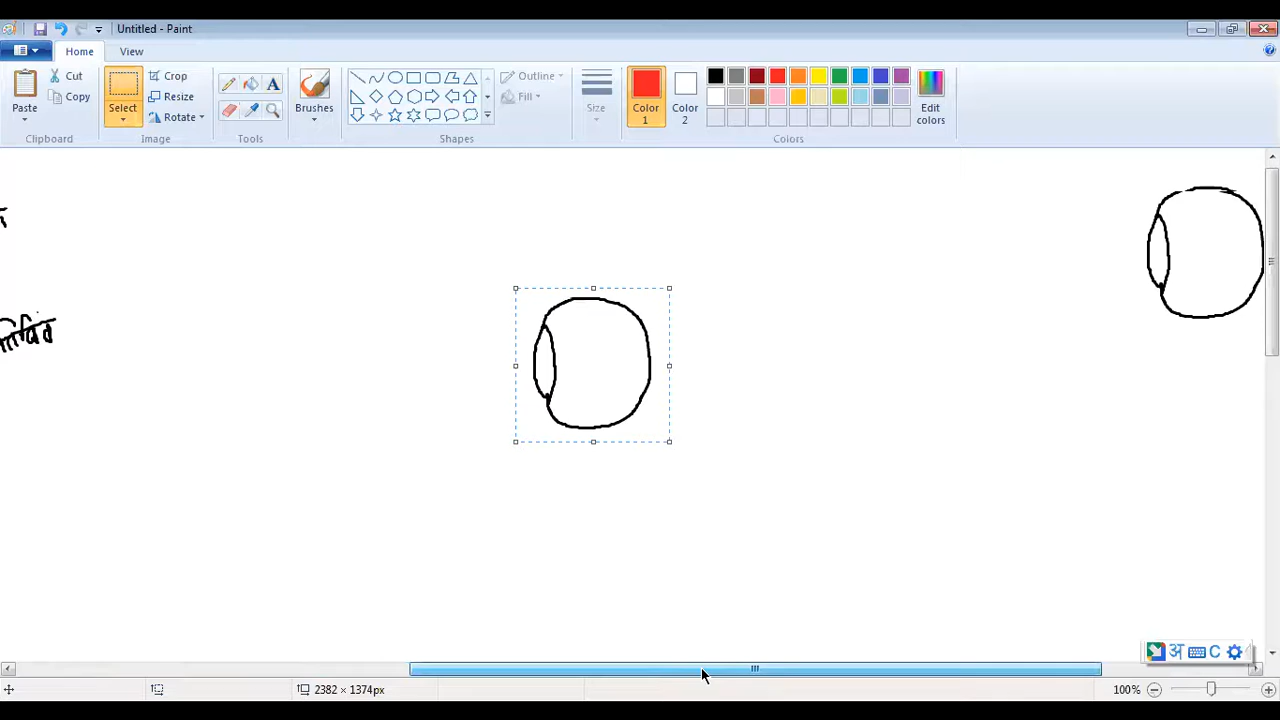 Untitled - Paint
Home View
Cut
Copy
Paste
Clipboard
Select
Crop
Resize
Rotate
Image
Tools
Brushes
Shapes
Outline
Fill
Size
Color 1
Color 2
Edit colors
Colors
अ C
2382 × 1374px
100%